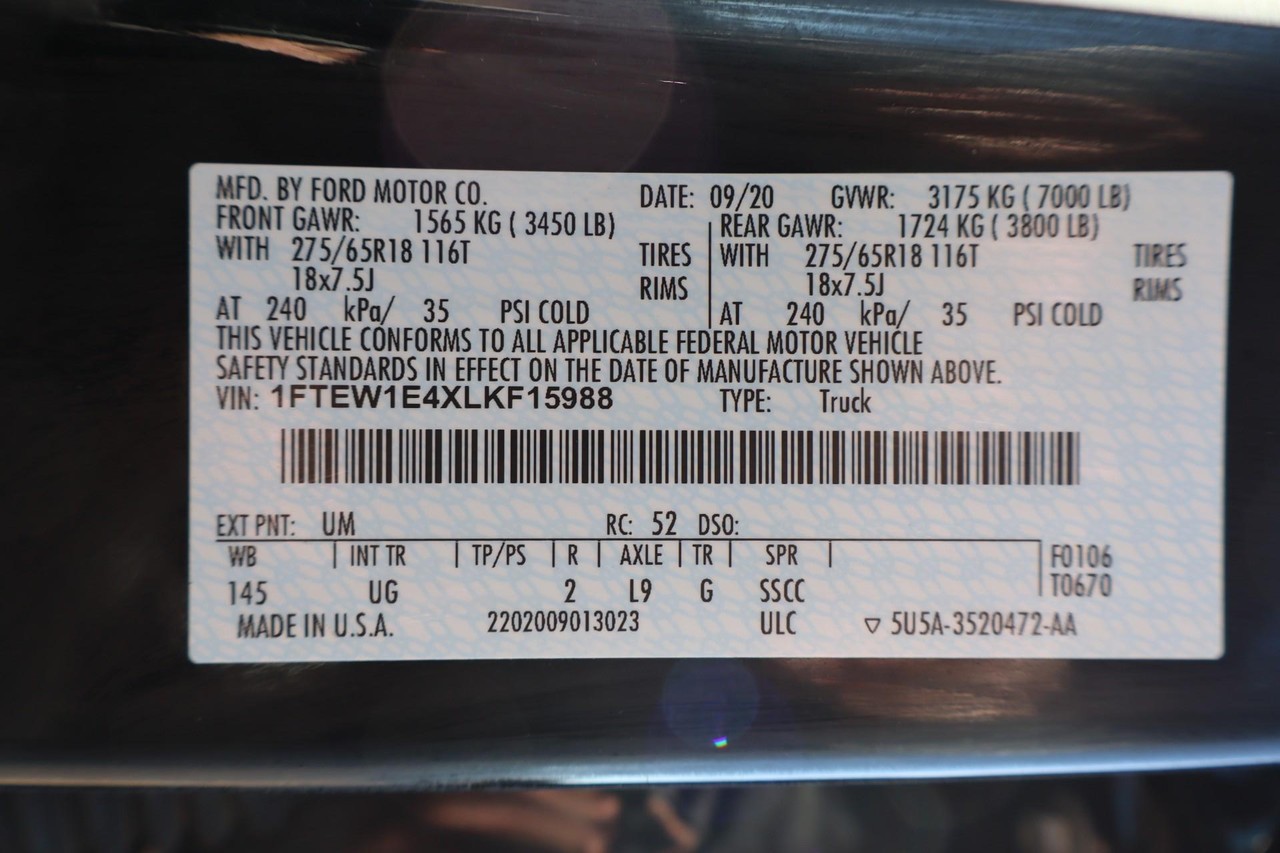 MFD. BY FORD MOTOR CO. DATE: 09/20 GVWR: 3175 KG ( 7000 LB)
FRONT GAWR: 1565 KG ( 3450 LB) REAR GAWR: 1724 KG ( 3800 LB)
WITH 275/65R18 116T TIRES WITH 275/65R18 116T TIRES
18x7.5J RIMS 18x7.5J RIMS
AT 240 kPa/ 35 PSI COLD AT 240 kPa/ 35 PSI COLD
THIS VEHICLE CONFORMS TO ALL APPLICABLE FEDERAL MOTOR VEHICLE
SAFETY STANDARDS IN EFFECT ON THE DATE OF MANUFACTURE SHOWN ABOVE.
VIN: 1FTEW1E4XLKF15988 TYPE: Truck
EXT PNT: UM RC: 52 DSO:
WB INT TR TP/PS R AXLE TR SPR F0106
145 UG 2 L9 G SSCC T0670
MADE IN U.S.A. 2202009013023 ULC ▽ 5U5A-3520472-AA